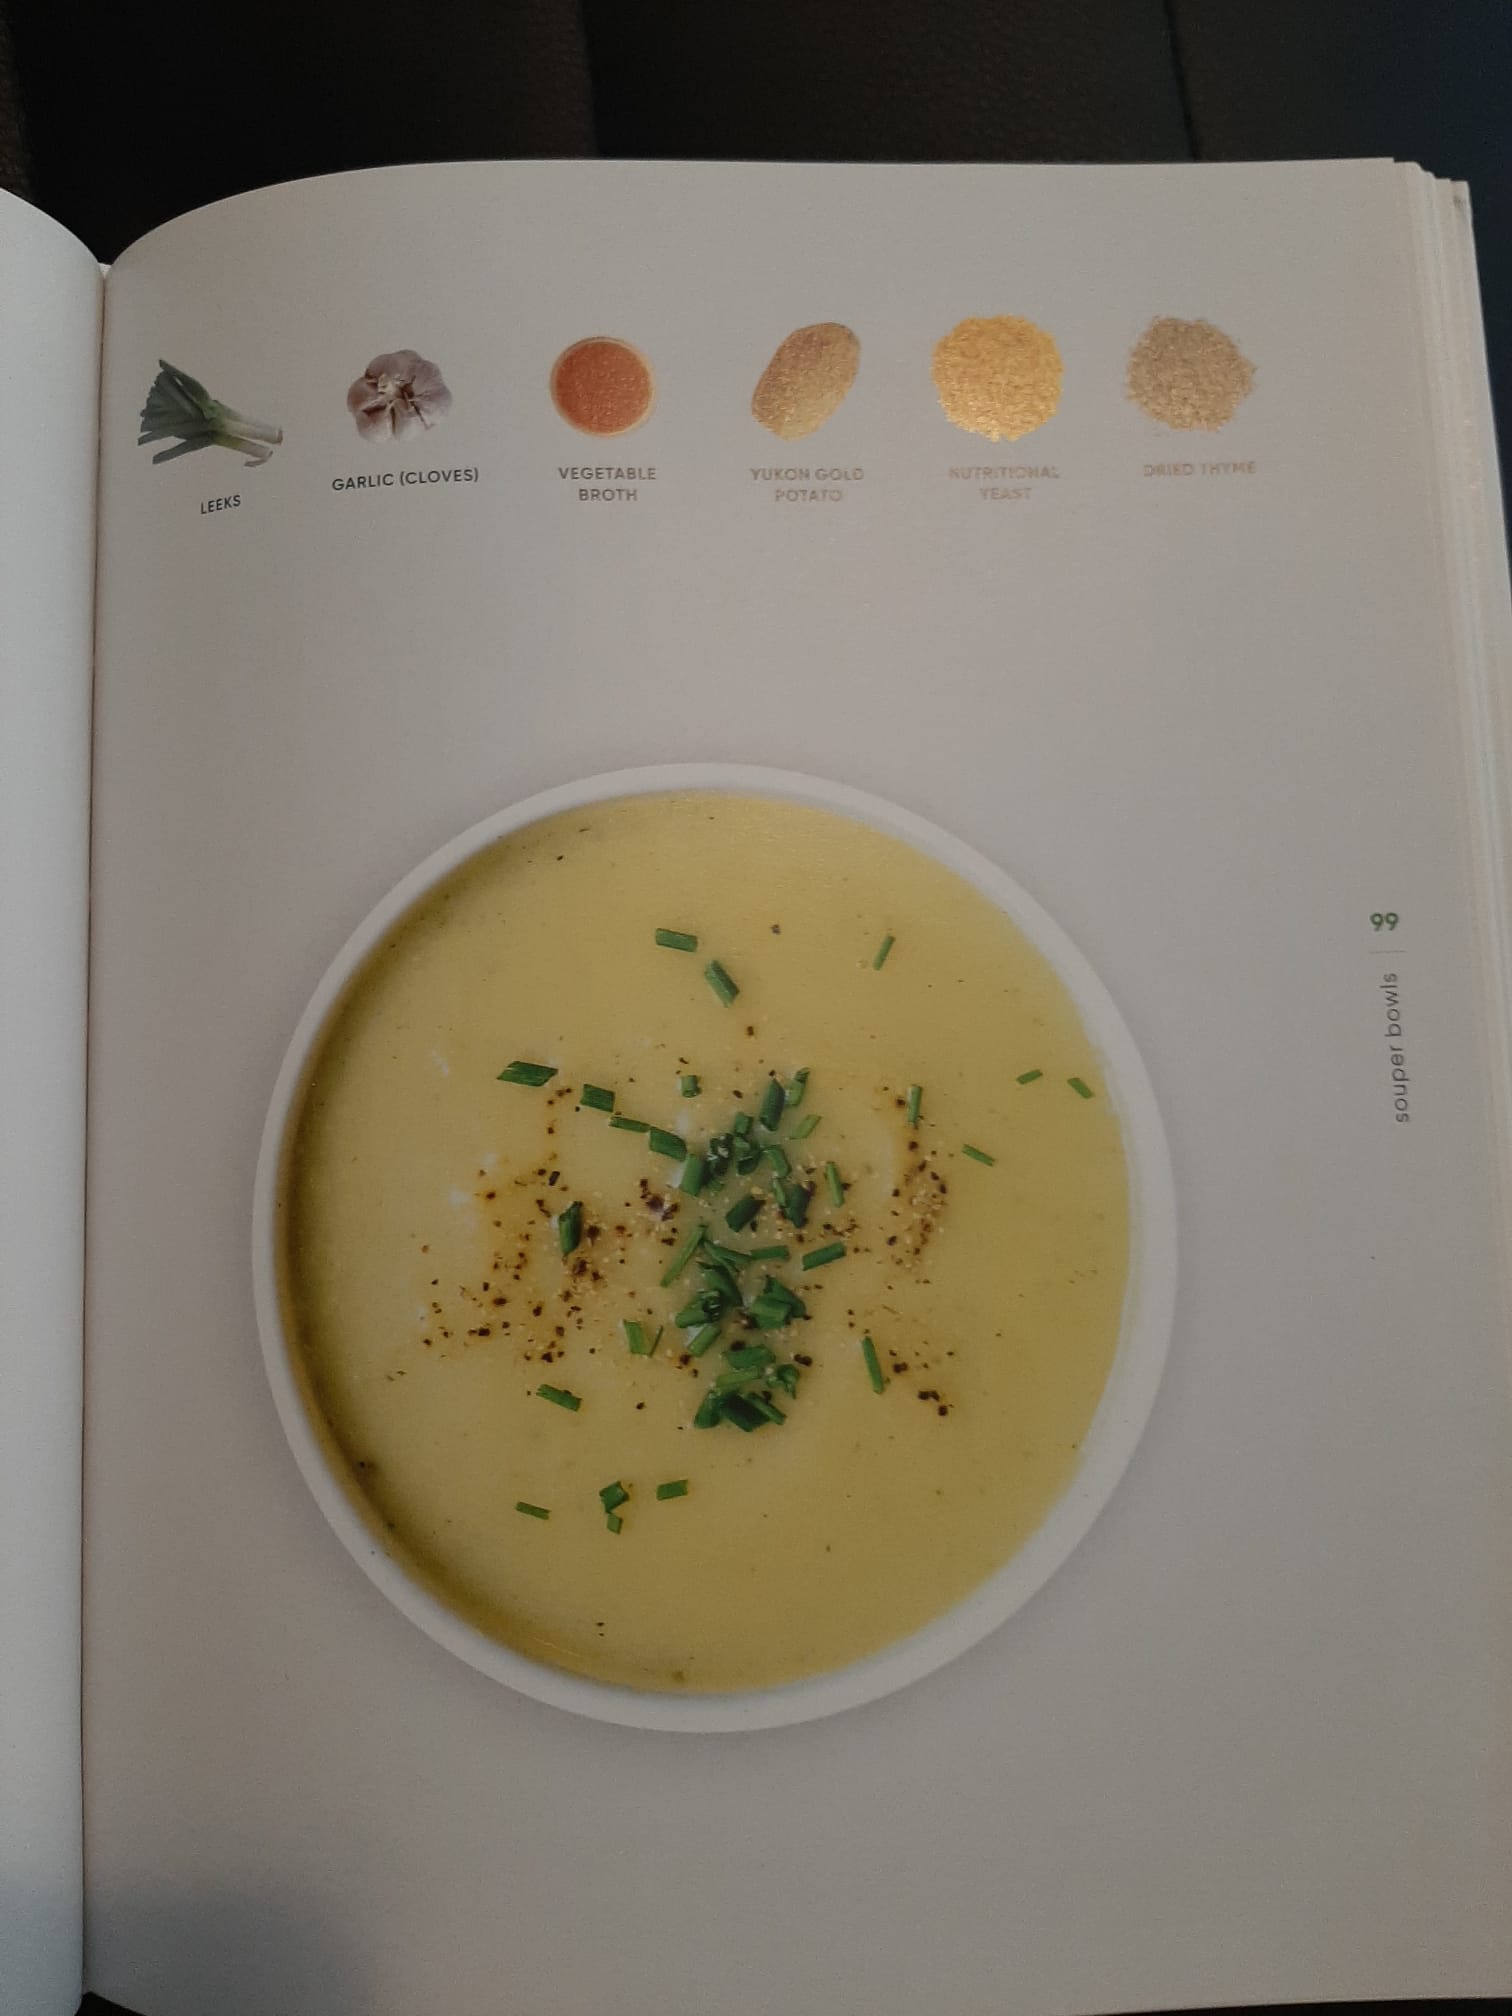 LEEKS
GARLIC (CLOVES)
VEGETABLE
BROTH
YUKON GOLD
POTATO
NUTRITIONAL
YEAST
DRIED THYME
99
souper bowls